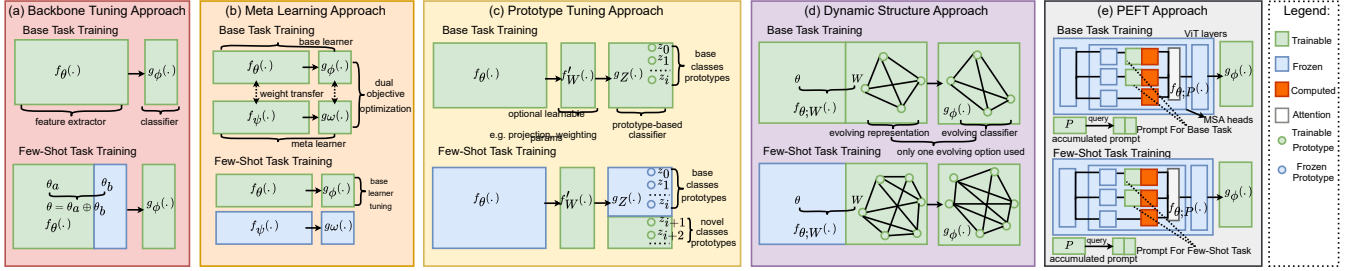 (a) Backbone Tuning Approach
Base Task Training
fθ(.)
gϕ(.)
feature extractor
classifier
Few-Shot Task Training
θa
θb
θ = θa ⊕ θb
fθ(.)
gϕ(.)
(b) Meta Learning Approach
Base Task Training
base learner
fθ(.)
gϕ(.)
weight transfer
dual
objective
optimization
fψ(.)
gω(.)
meta learner
Few-Shot Task Training
fθ(.)
gϕ(.)
base
learner
tuning
fψ(.)
gω(.)
(c) Prototype Tuning Approach
Base Task Training
fθ(.)
f′W(.)
gZ(.)
z0
z1
......
zi
base
classes
prototypes
optional learnable
params
e.g. projection, weighting
prototype-based
classifier
Few-Shot Task Training
fθ(.)
f′W(.)
gZ(.)
z0
z1
......
zi
base
classes
prototypes
zi+1
zi+2
......
novel
classes
prototypes
(d) Dynamic Structure Approach
Base Task Training
θ
W
fθ;W(.)
gϕ(.)
evolving representation
evolving classifier
only one evolving option used
Few-Shot Task Training
θ
W
fθ;W(.)
gϕ(.)
(e) PEFT Approach
Base Task Training
ViT layers
fθ;P(.)
gϕ(.)
MSA heads
P
query
Prompt For Base Task
accumulated prompt
Few-Shot Task Training
fθ;P(.)
gϕ(.)
P
query
Prompt For Few-Shot Task
accumulated prompt
Legend:
Trainable
Frozen
Computed
Attention
Trainable
Prototype
Frozen
Prototype